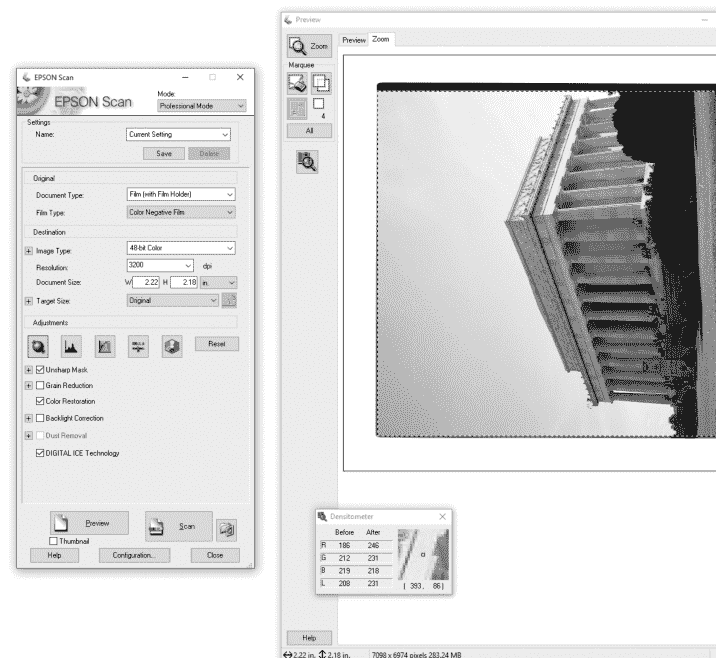 Preview
Zoom
Preview Zoom
Marquee
4
All
Help
2.22 in. 2.18 in. 7098 x 6974 pixels 283.24 MB
EPSON Scan
EPSON Scan
Mode:
Professional Mode
Settings
Name: Current Setting
Save Delete
Original
Document Type: Film (with Film Holder)
Film Type: Color Negative Film
Destination
Image Type: 48-bit Color
Resolution: 3200 dpi
Document Size: W 2.22 H 2.18 in.
Target Size: Original
Adjustments
Reset
Unsharp Mask
Grain Reduction
Color Restoration
Backlight Correction
Dust Removal
DIGITAL ICE Technology
Preview Scan
Thumbnail
Help Configuration... Close
Densitometer
Before After
R 186 246
G 212 231
B 219 218
L 208 231
( 393, 86)